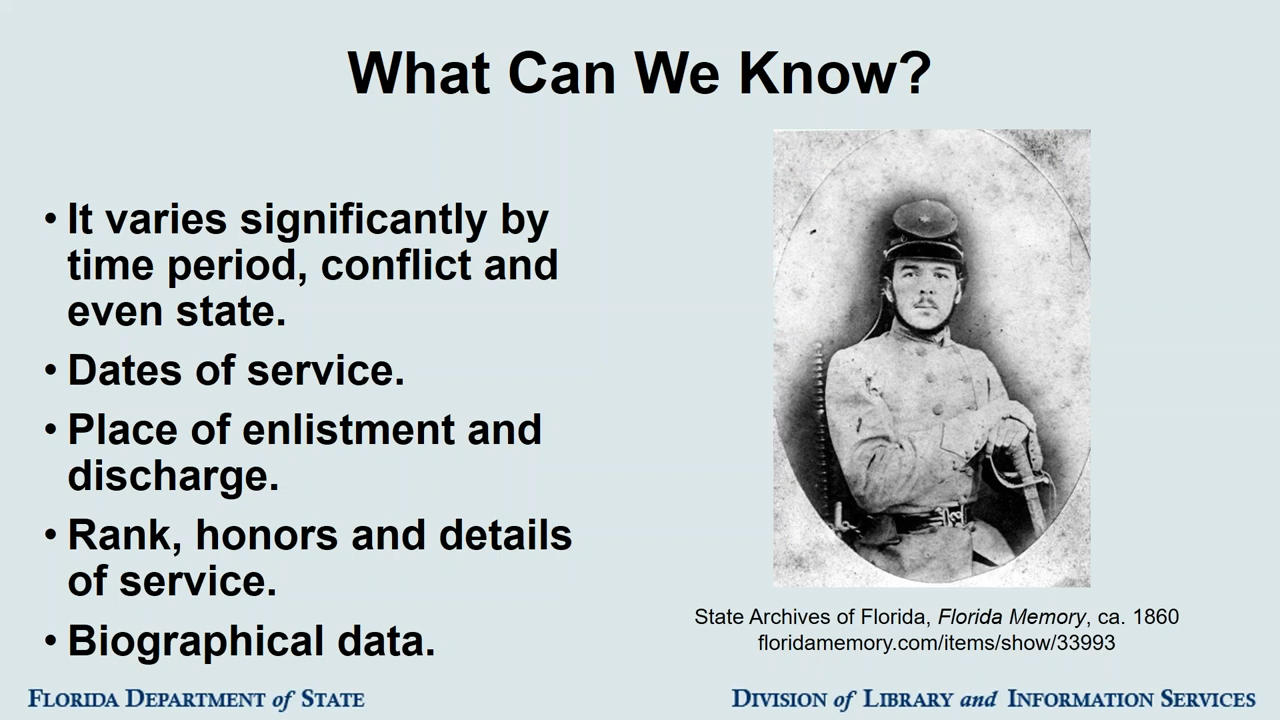 What Can We Know?
• It varies significantly by
time period, conflict and
even state.
• Dates of service.
• Place of enlistment and
discharge.
• Rank, honors and details
of service.
• Biographical data.
State Archives of Florida, Florida Memory, ca. 1860
floridamemory.com/items/show/33993
FLORIDA DEPARTMENT of STATE
DIVISION of LIBRARY and INFORMATION SERVICES